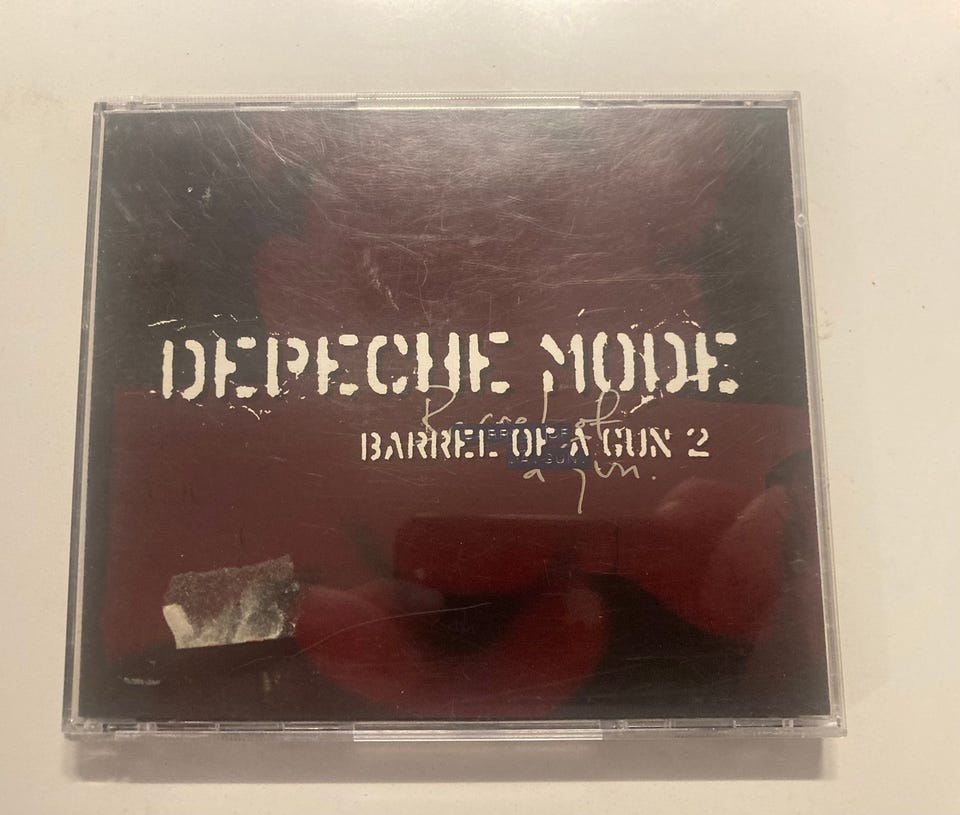 DEPECHE MODE
Barrel of
BARREL OF A GUN 2
a gun.